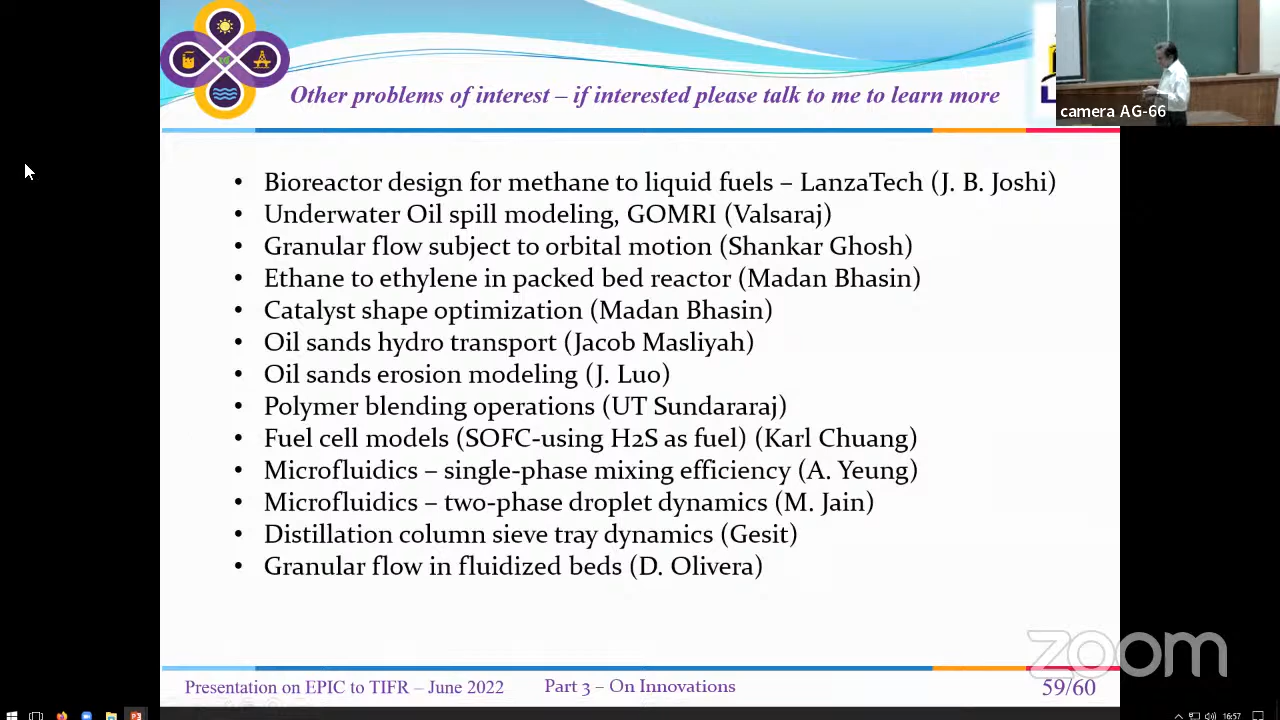 Other problems of interest – if interested please talk to me to learn more
camera AG-66
• Bioreactor design for methane to liquid fuels – LanzaTech (J. B. Joshi)
• Underwater Oil spill modeling, GOMRI (Valsaraj)
• Granular flow subject to orbital motion (Shankar Ghosh)
• Ethane to ethylene in packed bed reactor (Madan Bhasin)
• Catalyst shape optimization (Madan Bhasin)
• Oil sands hydro transport (Jacob Masliyah)
• Oil sands erosion modeling (J. Luo)
• Polymer blending operations (UT Sundararaj)
• Fuel cell models (SOFC-using H2S as fuel) (Karl Chuang)
• Microfluidics – single-phase mixing efficiency (A. Yeung)
• Microfluidics – two-phase droplet dynamics (M. Jain)
• Distillation column sieve tray dynamics (Gesit)
• Granular flow in fluidized beds (D. Olivera)
zoom
Presentation on EPIC to TIFR – June 2022
Part 3 – On Innovations
59/60
16:57